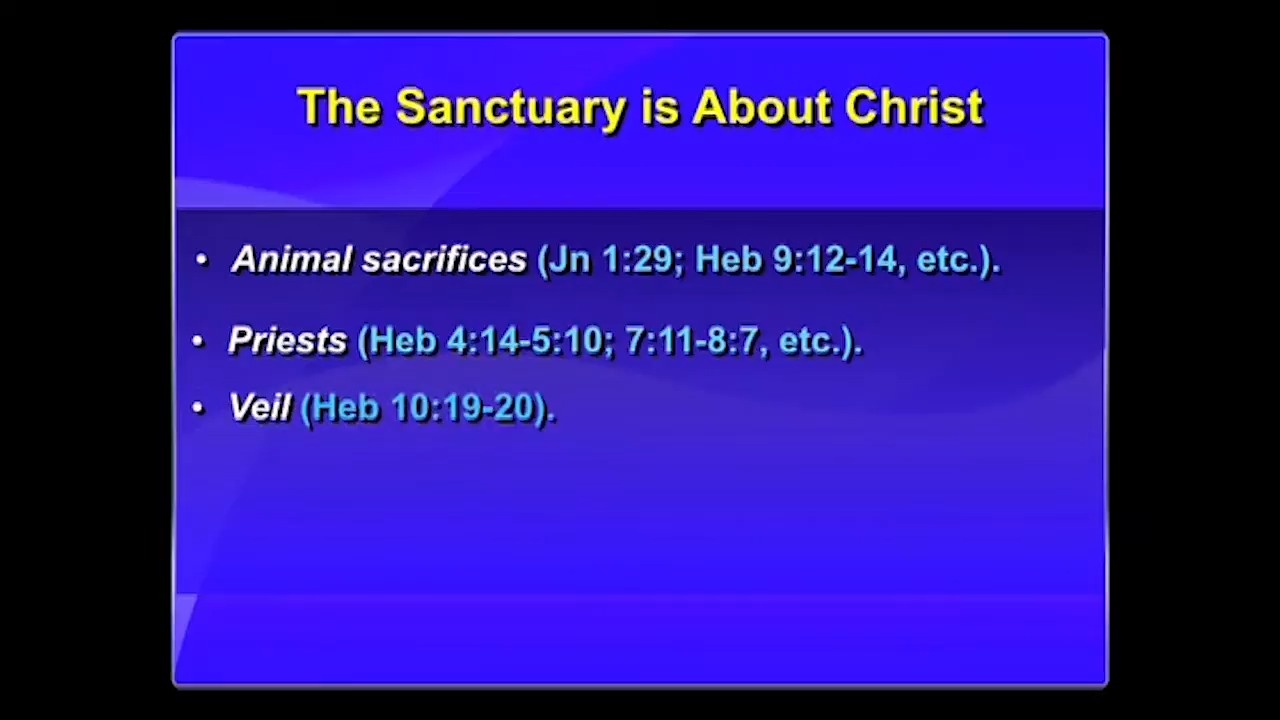 The Sanctuary is About Christ
• Animal sacrifices (Jn 1:29; Heb 9:12-14, etc.).
• Priests (Heb 4:14-5:10; 7:11-8:7, etc.).
• Veil (Heb 10:19-20).